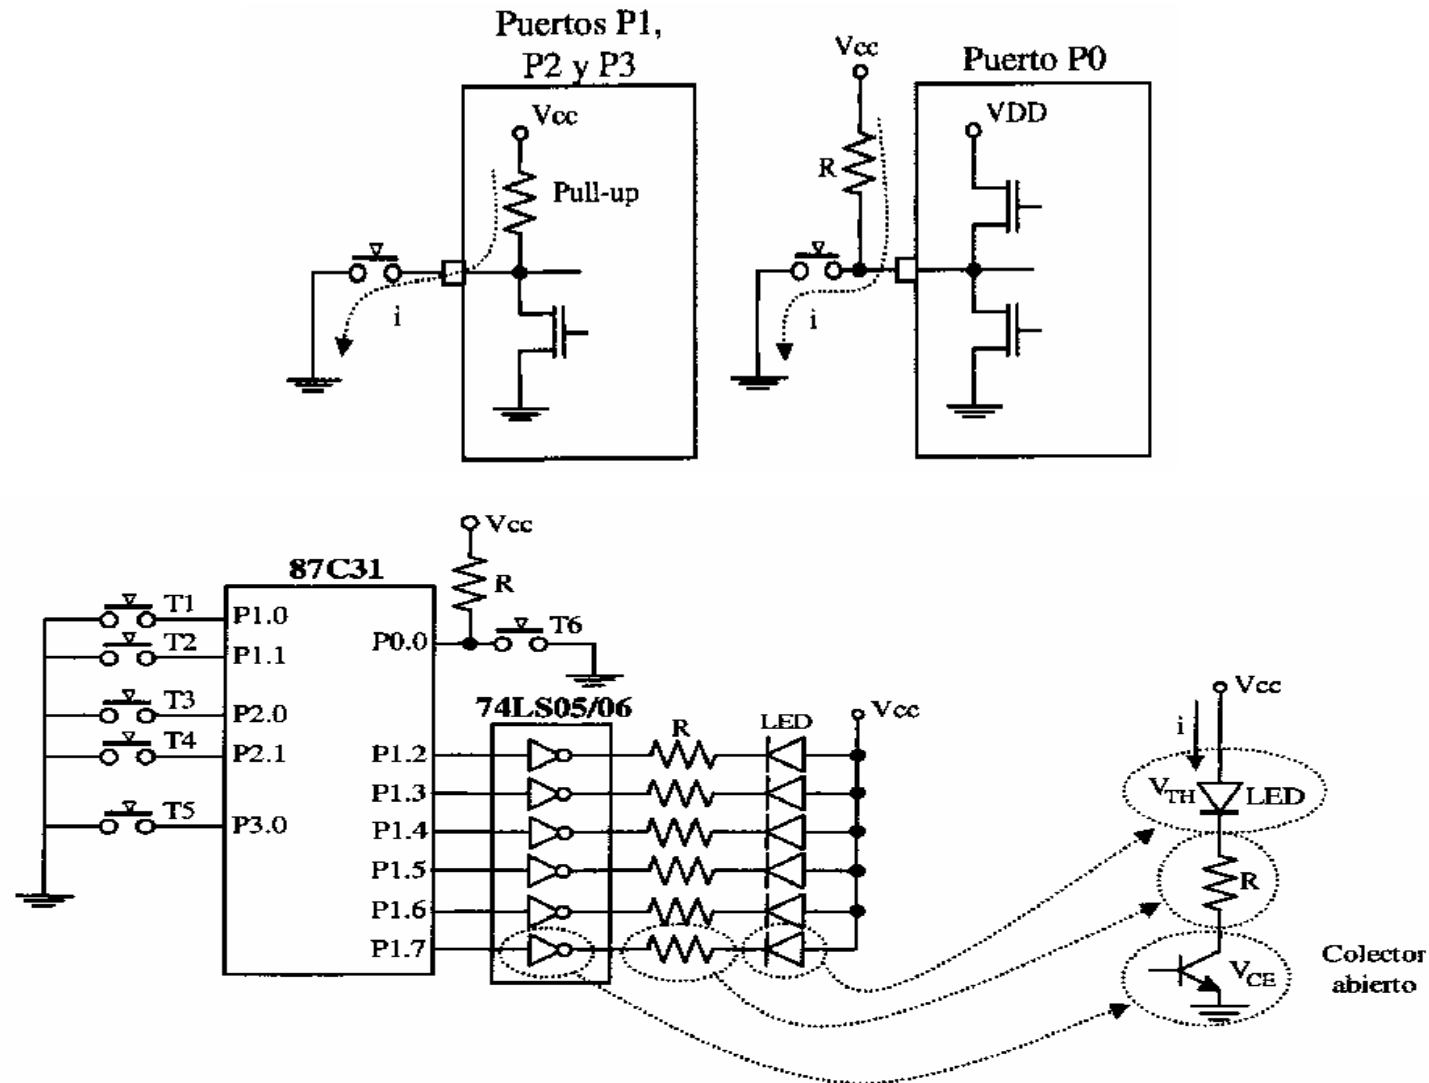 Puertos P1,
P2 y P3
Vcc
Pull-up
i
Puerto P0
Vcc
R
VDD
i
Vcc
R
87C31
T1
P1.0
T2
P1.1
T3
P2.0
T4
P2.1
T5
P3.0
P0.0
T6
74LS05/06
R
LED
Vcc
P1.2
P1.3
P1.4
P1.5
P1.6
P1.7
Vcc
i
VTH
LED
R
VCE
Colector
abierto